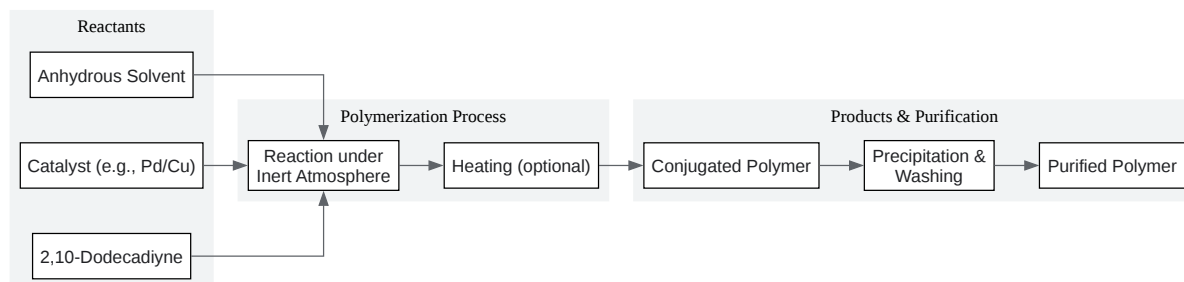 Reactants
Anhydrous Solvent
Catalyst (e.g., Pd/Cu)
2,10-Dodecadiyne
Polymerization Process
Reaction under
Inert Atmosphere
Heating (optional)
Products & Purification
Conjugated Polymer
Precipitation &
Washing
Purified Polymer